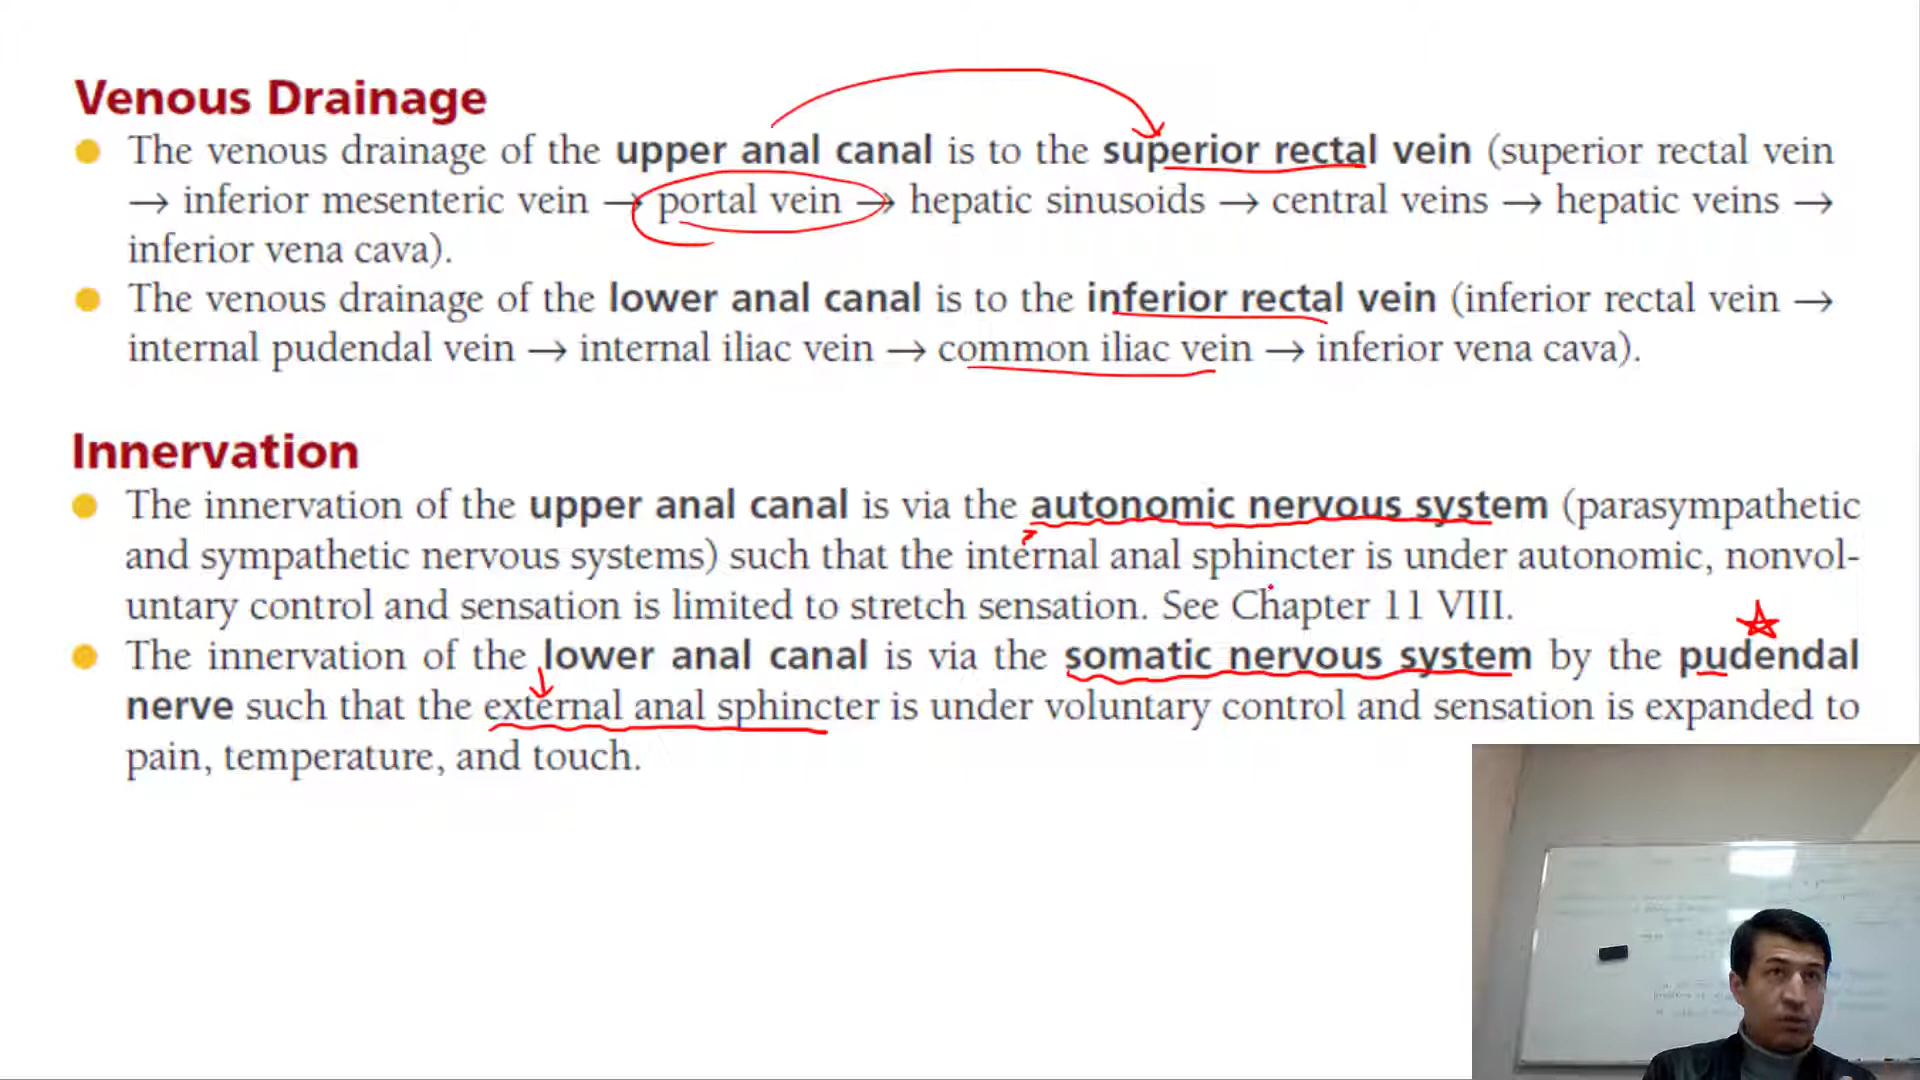 Venous Drainage
The venous drainage of the upper anal canal is to the superior rectal vein (superior rectal vein
→ inferior mesenteric vein → portal vein → hepatic sinusoids → central veins → hepatic veins →
inferior vena cava).
The venous drainage of the lower anal canal is to the inferior rectal vein (inferior rectal vein →
internal pudendal vein → internal iliac vein → common iliac vein → inferior vena cava).
Innervation
The innervation of the upper anal canal is via the autonomic nervous system (parasympathetic
and sympathetic nervous systems) such that the internal anal sphincter is under autonomic, nonvol-
untary control and sensation is limited to stretch sensation. See Chapter 11 VIII.
The innervation of the lower anal canal is via the somatic nervous system by the pudendal
nerve such that the external anal sphincter is under voluntary control and sensation is expanded to
pain, temperature, and touch.